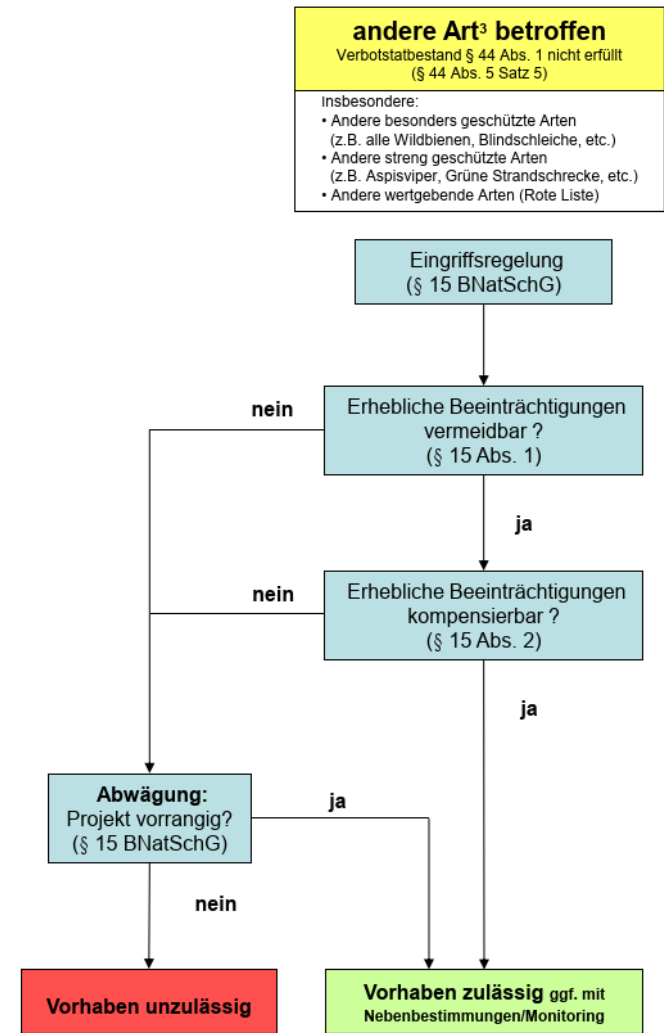 andere Art³ betroffen
Verbotstatbestand § 44 Abs. 1 nicht erfüllt
(§ 44 Abs. 5 Satz 5)
Insbesondere:
• Andere besonders geschützte Arten
(z.B. alle Wildbienen, Blindschleiche, etc.)
• Andere streng geschützte Arten
(z.B. Aspisviper, Grüne Strandschrecke, etc.)
• Andere wertgebende Arten (Rote Liste)
Eingriffsregelung
(§ 15 BNatSchG)
nein
Erhebliche Beeinträchtigungen
vermeidbar ?
(§ 15 Abs. 1)
ja
nein
Erhebliche Beeinträchtigungen
kompensierbar ?
(§ 15 Abs. 2)
ja
Abwägung:
Projekt vorrangig?
(§ 15 BNatSchG)
ja
nein
Vorhaben unzulässig
Vorhaben zulässig ggf. mit
Nebenbestimmungen/Monitoring